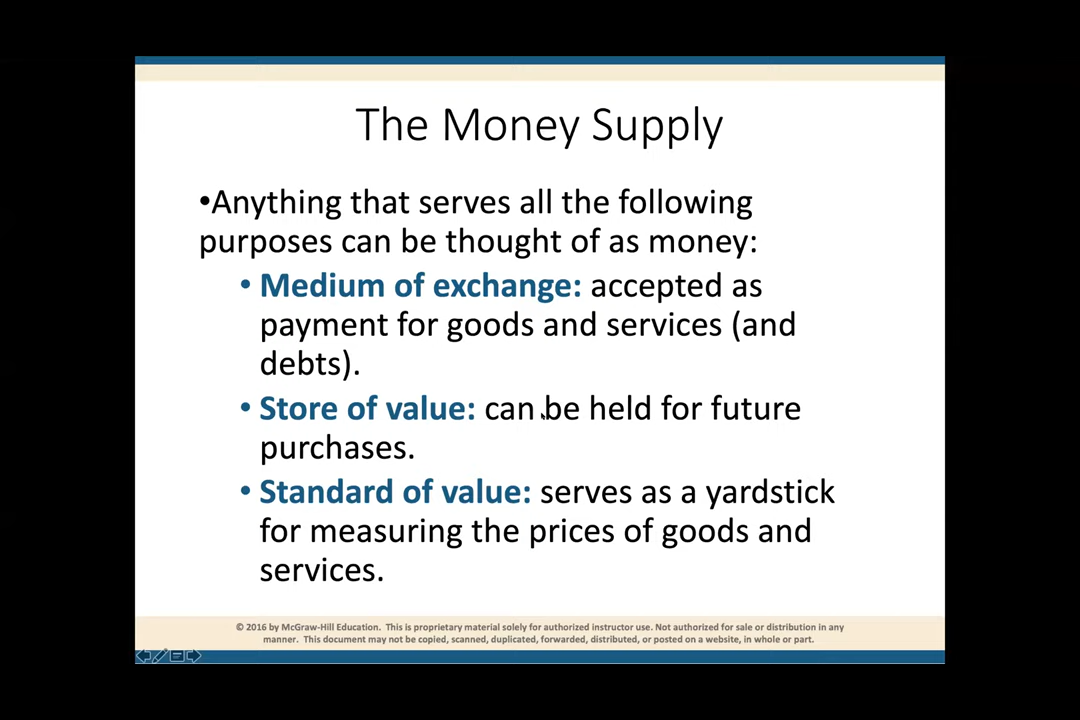 The Money Supply
•Anything that serves all the following
purposes can be thought of as money:
• Medium of exchange: accepted as
payment for goods and services (and
debts).
• Store of value: can be held for future
purchases.
• Standard of value: serves as a yardstick
for measuring the prices of goods and
services.
© 2016 by McGraw-Hill Education. This is proprietary material solely for authorized instructor use. Not authorized for sale or distribution in any
manner. This document may not be copied, scanned, duplicated, forwarded, distributed, or posted on a website, in whole or part.